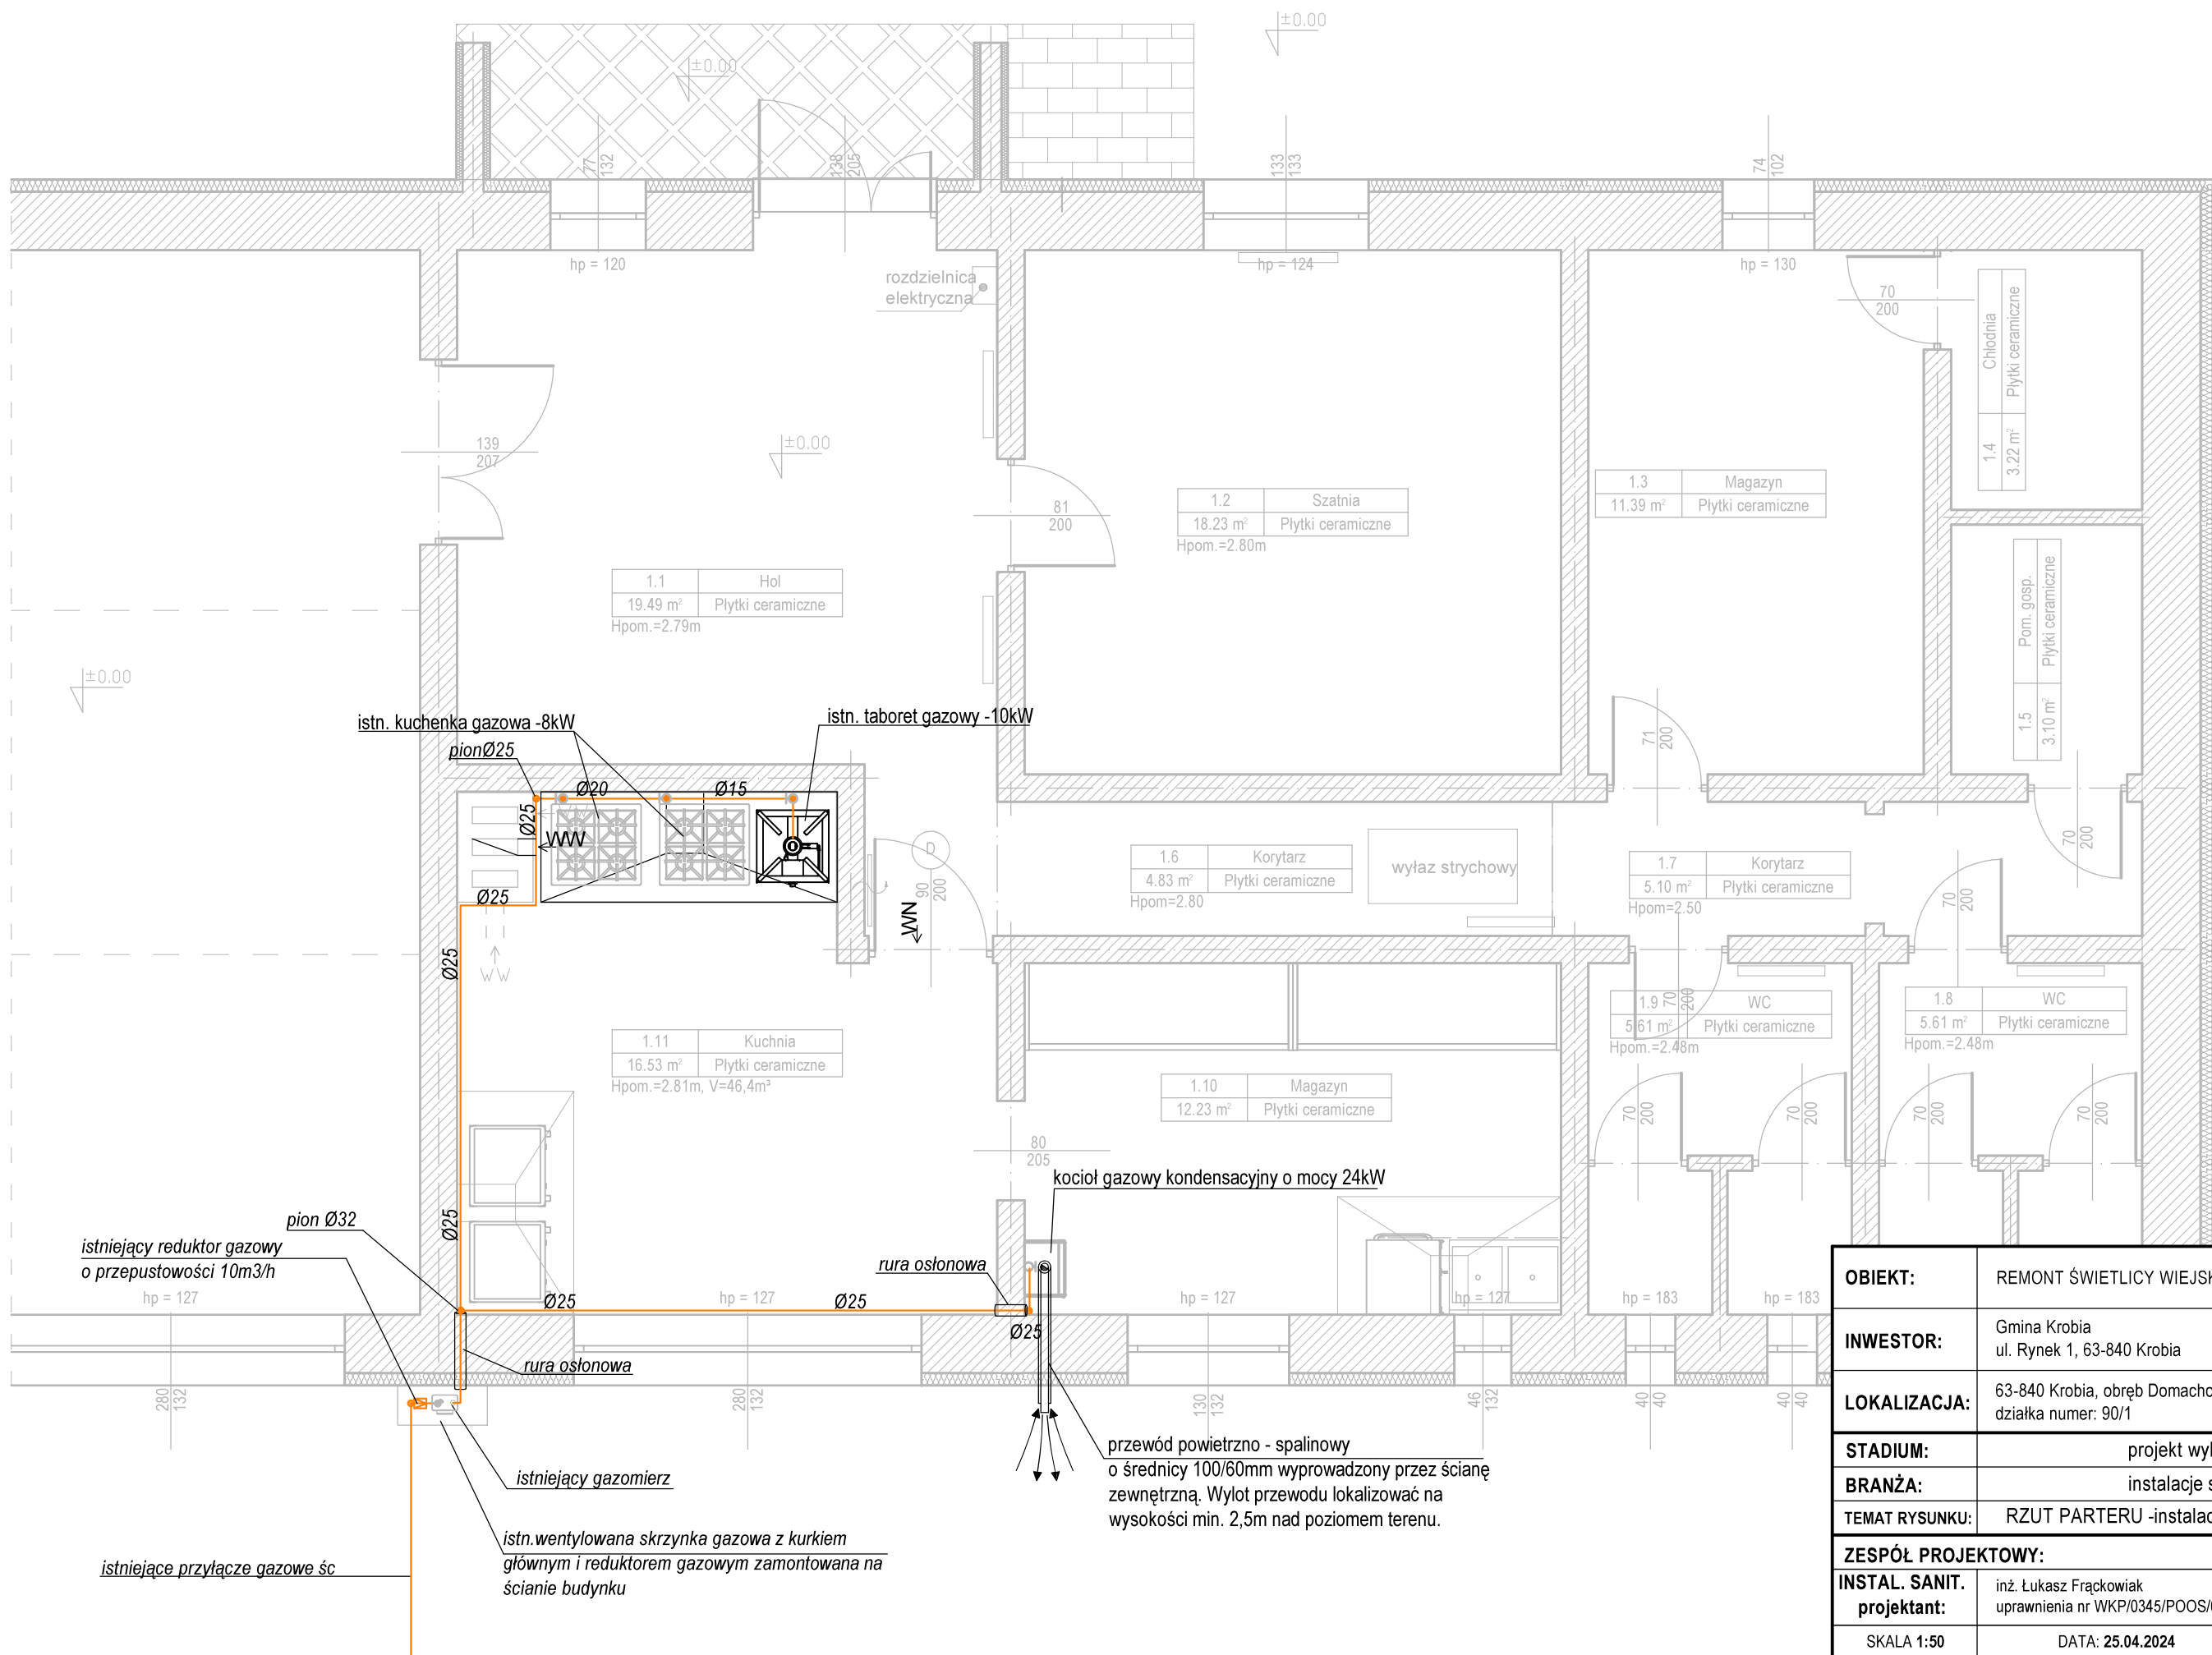 ±0.00
±0.00
77
132
138
205
133
133
74
102
hp = 120
hp = 124
hp = 130
rozdzielnica
elektryczna
70
200
1.4
Chłodnia
3.22 m²
Płytki ceramiczne
139
207
±0.00
81
200
1.2
Szatnia
18.23 m²
Płytki ceramiczne
Hpom.=2.80m
1.3
Magazyn
11.39 m²
Płytki ceramiczne
1.1
Hol
19.49 m²
Płytki ceramiczne
Hpom.=2.79m
1.5
Pom. gosp.
3.10 m²
Płytki ceramiczne
±0.00
istn. kuchenka gazowa -8kW
istn. taboret gazowy -10kW
pionØ25
Ø20
Ø15
Ø25
WW
71
200
70
200
D
90
200
WN
1.6
Korytarz
4.83 m²
Płytki ceramiczne
Hpom=2.80
wyłaz strychowy
1.7
Korytarz
5.10 m²
Płytki ceramiczne
Hpom=2.50
70
200
Ø25
Ø25
WW
1.9
WC
5.61 m²
Płytki ceramiczne
Hpom.=2.48m
70
200
1.8
WC
5.61 m²
Płytki ceramiczne
Hpom.=2.48m
1.11
Kuchnia
16.53 m²
Płytki ceramiczne
Hpom.=2.81m, V=46,4m³
1.10
Magazyn
12.23 m²
Płytki ceramiczne
70
200
70
200
70
200
70
200
80
205
kocioł gazowy kondensacyjny o mocy 24kW
pion Ø32
Ø25
istniejący reduktor gazowy
o przepustowości 10m3/h
rura osłonowa
hp = 127
Ø25
hp = 127
Ø25
hp = 127
hp = 127
hp = 183
hp = 183
Ø25
rura osłonowa
280
132
280
132
130
132
46
132
40
40
40
40
przewód powietrzno - spalinowy
o średnicy 100/60mm wyprowadzony przez ścianę
zewnętrzną. Wylot przewodu lokalizować na
wysokości min. 2,5m nad poziomem terenu.
istniejący gazomierz
istn.wentylowana skrzynka gazowa z kurkiem
głównym i reduktorem gazowym zamontowana na
ścianie budynku
istniejące przyłącze gazowe śc
OBIEKT:
REMONT ŚWIETLICY WIEJSK
INWESTOR:
Gmina Krobia
ul. Rynek 1, 63-840 Krobia
LOKALIZACJA:
63-840 Krobia, obręb Domacho
działka numer: 90/1
STADIUM:
projekt wyk
BRANŻA:
instalacje s
TEMAT RYSUNKU:
RZUT PARTERU -instalac
ZESPÓŁ PROJEKTOWY:
INSTAL. SANIT.
projektant:
inż. Łukasz Frąckowiak
uprawnienia nr WKP/0345/POOS/
SKALA 1:50
DATA: 25.04.2024